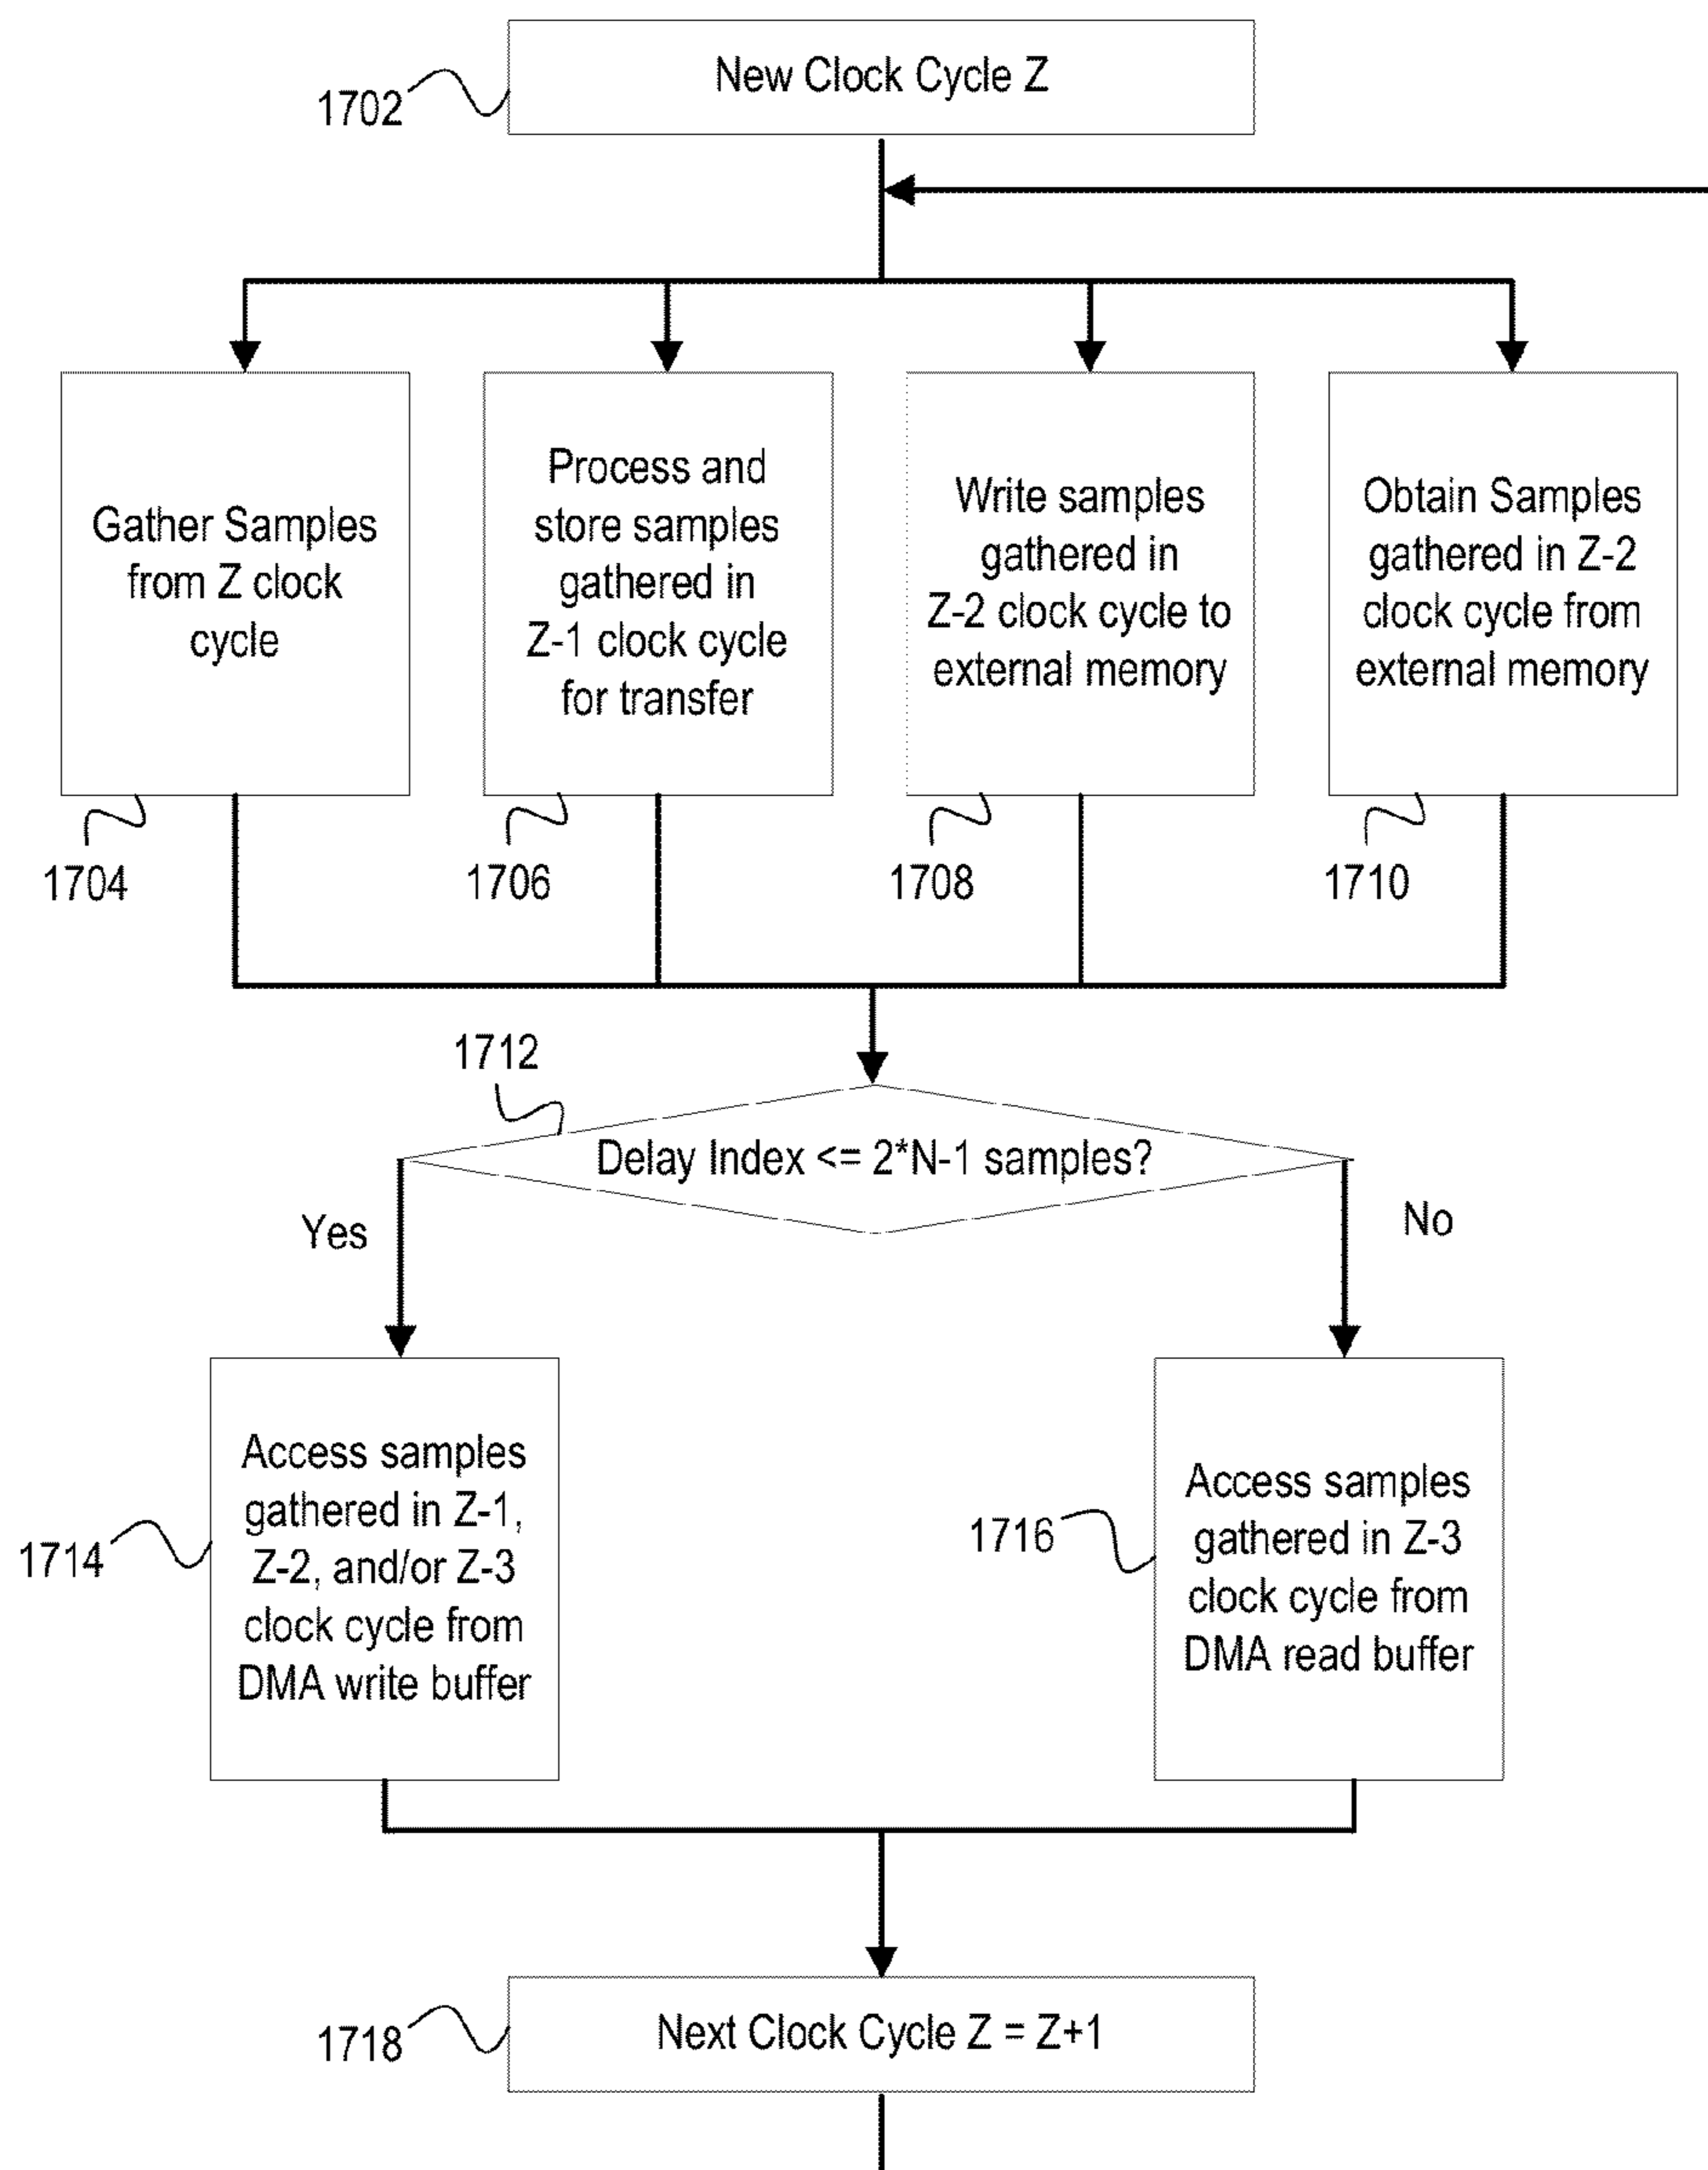 New Clock Cycle Z
1702
Gather Samples
from Z clock
cycle
1704
Process and
store samples
gathered in
Z-1 clock cycle
for transfer
1706
Write samples
gathered in
Z-2 clock cycle to
external memory
1708
Obtain Samples
gathered in Z-2
clock cycle from
external memory
1710
1712
Delay Index <= 2*N-1 samples?
Yes
No
Access samples
gathered in Z-1,
Z-2, and/or Z-3
clock cycle from
DMA write buffer
1714
Access samples
gathered in Z-3
clock cycle from
DMA read buffer
1716
Next Clock Cycle Z = Z+1
1718